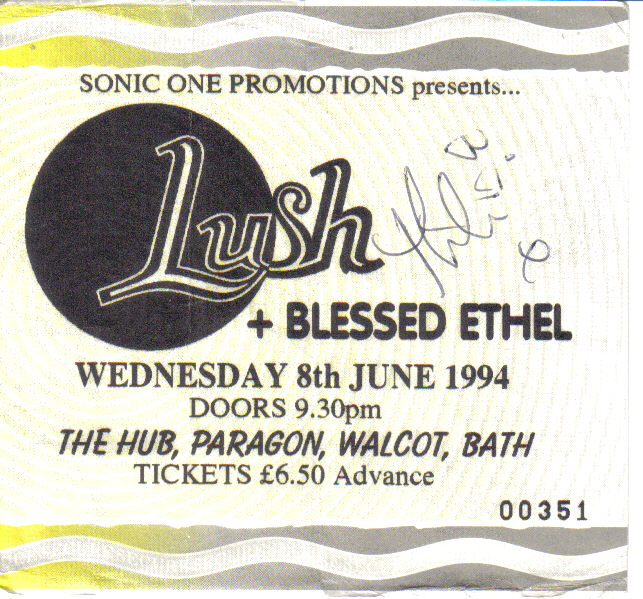 SONIC ONE PROMOTIONS presents...
Lush
+ BLESSED ETHEL
WEDNESDAY 8th JUNE 1994
DOORS 9.30pm
THE HUB, PARAGON, WALCOT, BATH
TICKETS £6.50 Advance
00351